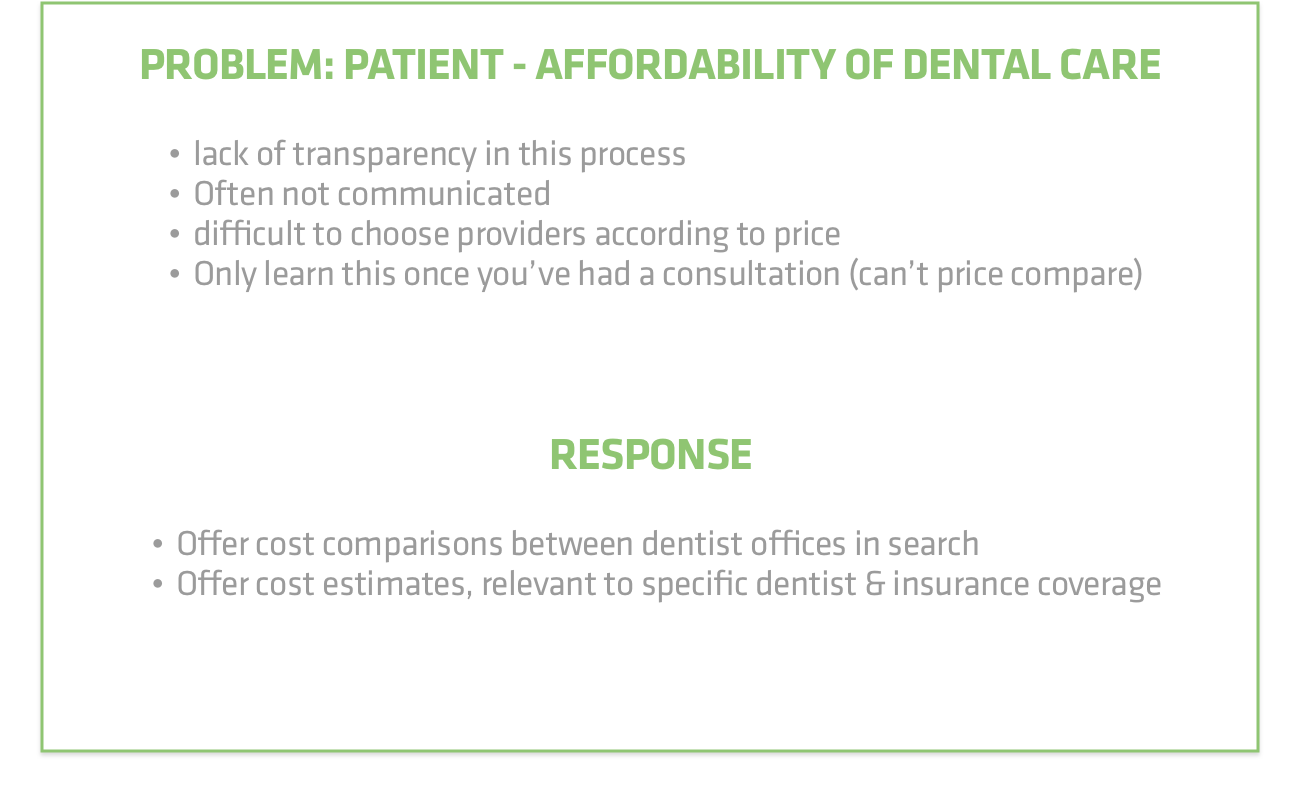 PROBLEM: PATIENT - AFFORDABILITY OF DENTAL CARE
• lack of transparency in this process
• Often not communicated
• difficult to choose providers according to price
• Only learn this once you’ve had a consultation (can’t price compare)
RESPONSE
• Offer cost comparisons between dentist offices in search
• Offer cost estimates, relevant to specific dentist & insurance coverage